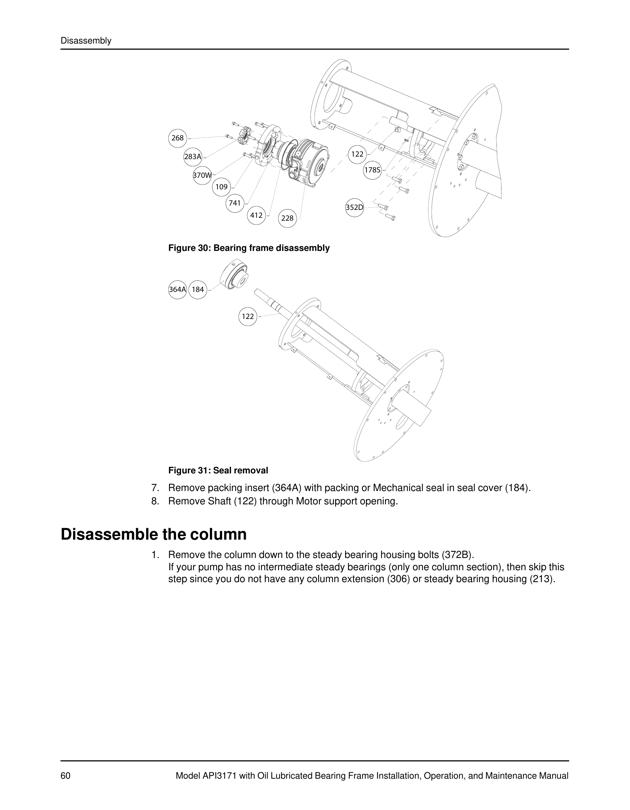 Disassembly
268
283A
370W
109
741
412
228
122
178S
352D
Figure 30: Bearing frame disassembly
364A 184
122
Figure 31: Seal removal
7. Remove packing insert (364A) with packing or Mechanical seal in seal cover (184).
8. Remove Shaft (122) through Motor support opening.
Disassemble the column
1. Remove the column down to the steady bearing housing bolts (372B).
If your pump has no intermediate steady bearings (only one column section), then skip this
step since you do not have any column extension (306) or steady bearing housing (213).
60 Model API3171 with Oil Lubricated Bearing Frame Installation, Operation, and Maintenance Manual